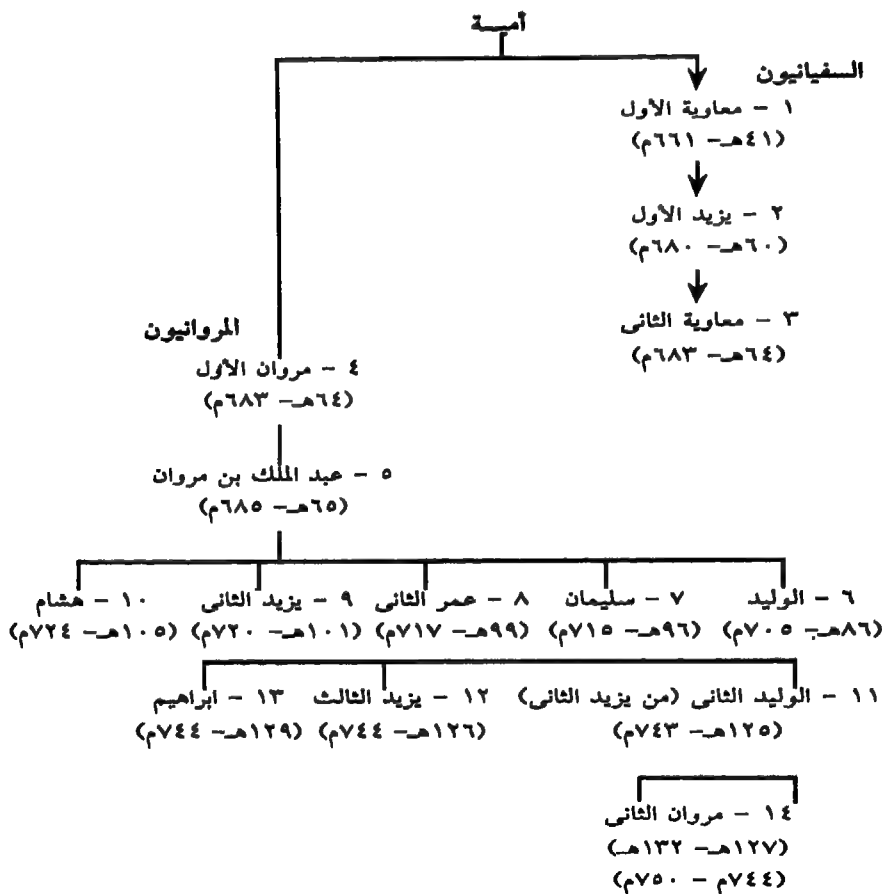 أميـة
السفيانيون
١ - معاوية الأول
(٤١هـ - ٦٦١م)
٢ - يزيد الأول
(٦٠هـ - ٦٨٠م)
٣ - معاوية الثانى
(٦٤هـ - ٦٨٣م)
المروانيون
٤ - مروان الأول
(٦٤هـ - ٦٨٣م)
٥ - عبد الملك بن مروان
(٦٥هـ - ٦٨٥م)
٦ - الوليد ٧ - سليمان ٨ - عمر الثانى ٩ - يزيد الثانى ١٠ - هشام
(٨٦هـ - ٧٠٥م) (٩٦هـ - ٧١٥م) (٩٩هـ - ٧١٧م) (١٠١هـ - ٧٢٠م) (١٠٥هـ - ٧٢٤م)
١١ - الوليد الثانى (من يزيد الثانى) ١٢ - يزيد الثالث ١٣ - ابراهيم
(١٢٥هـ - ٧٤٣م) (١٢٦هـ - ٧٤٤م) (١٢٩هـ - ٧٤٤م)
١٤ - مروان الثانى
(١٢٧هـ - ١٣٢هـ)
(٧٤٤م - ٧٥٠م)